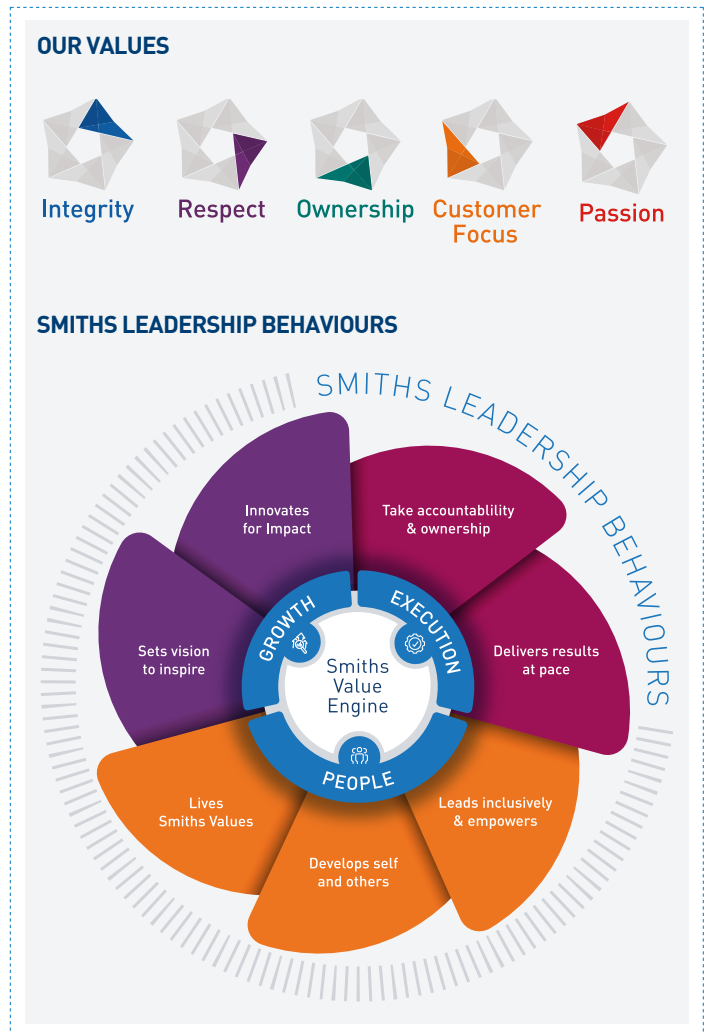 OUR VALUES
Integrity
Respect
Ownership
Customer
Focus
Passion
SMITHS LEADERSHIP BEHAVIOURS
SMITHS LEADERSHIP BEHAVIOURS
Innovates
for Impact
Take accountablility
& ownership
Sets vision
to inspire
Delivers results
at pace
GROWTH
EXECUTION
Smiths
Value
Engine
PEOPLE
Lives
Smiths Values
Leads inclusively
& empowers
Develops self
and others